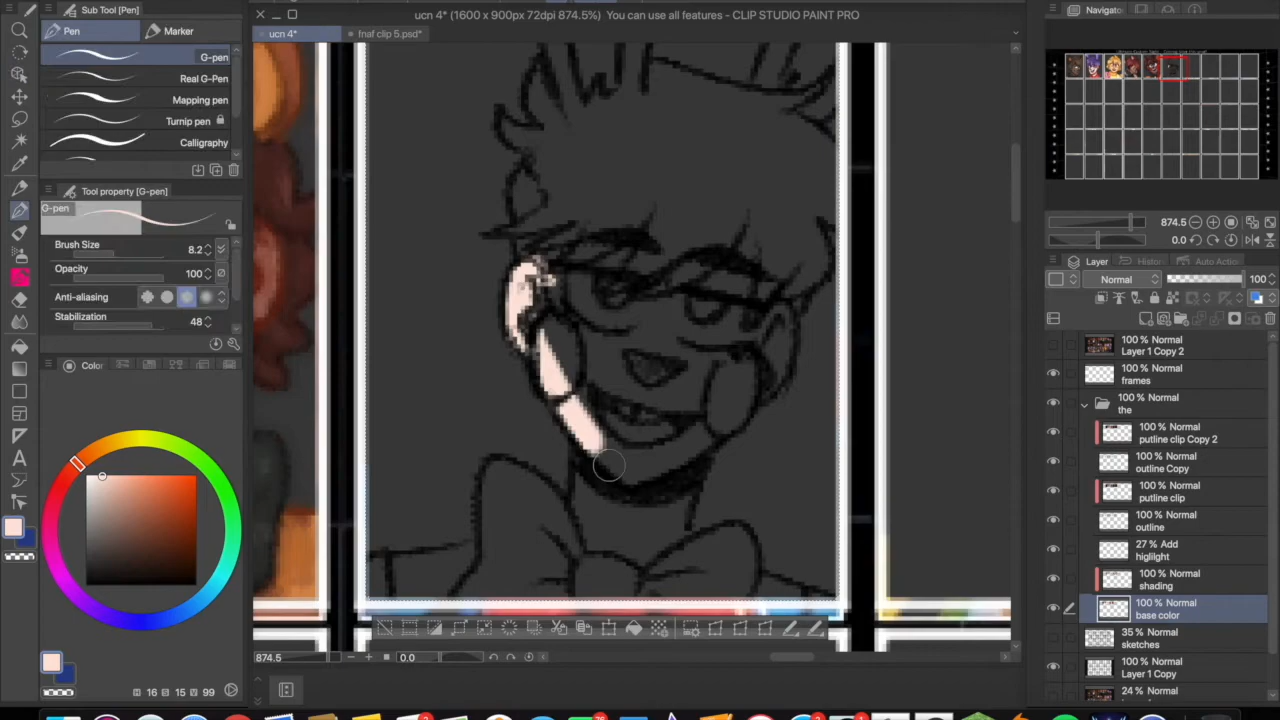 Sub Tool [Pen]
Pen
Marker
G-pen
Real G-Pen
Mapping pen
Turnip pen
Calligraphy
Tool property [G-pen]
G-pen
Brush Size
8.2
Opacity
100
Anti-aliasing
Stabilization
48
Color
H 16 S 15 V 99
ucn 4* (1600 x 900px 72dpi 874.5%) You can use all features - CLIP STUDIO PAINT PRO
ucn 4*
fnaf clip 5.psd*
874.5
0.0
Navigator
874.5
0.0
Layer
Histor
Auto Action
Normal
100
100 % Normal
Layer 1 Copy 2
100 % Normal
frames
100 % Normal
the
100 % Normal
putline clip Copy 2
100 % Normal
outline Copy
100 % Normal
putline clip
100 % Normal
outline
27 % Add
higlight
100 % Normal
shading
100 % Normal
base color
35 % Normal
sketches
100 % Normal
Layer 1 Copy
24 % Normal